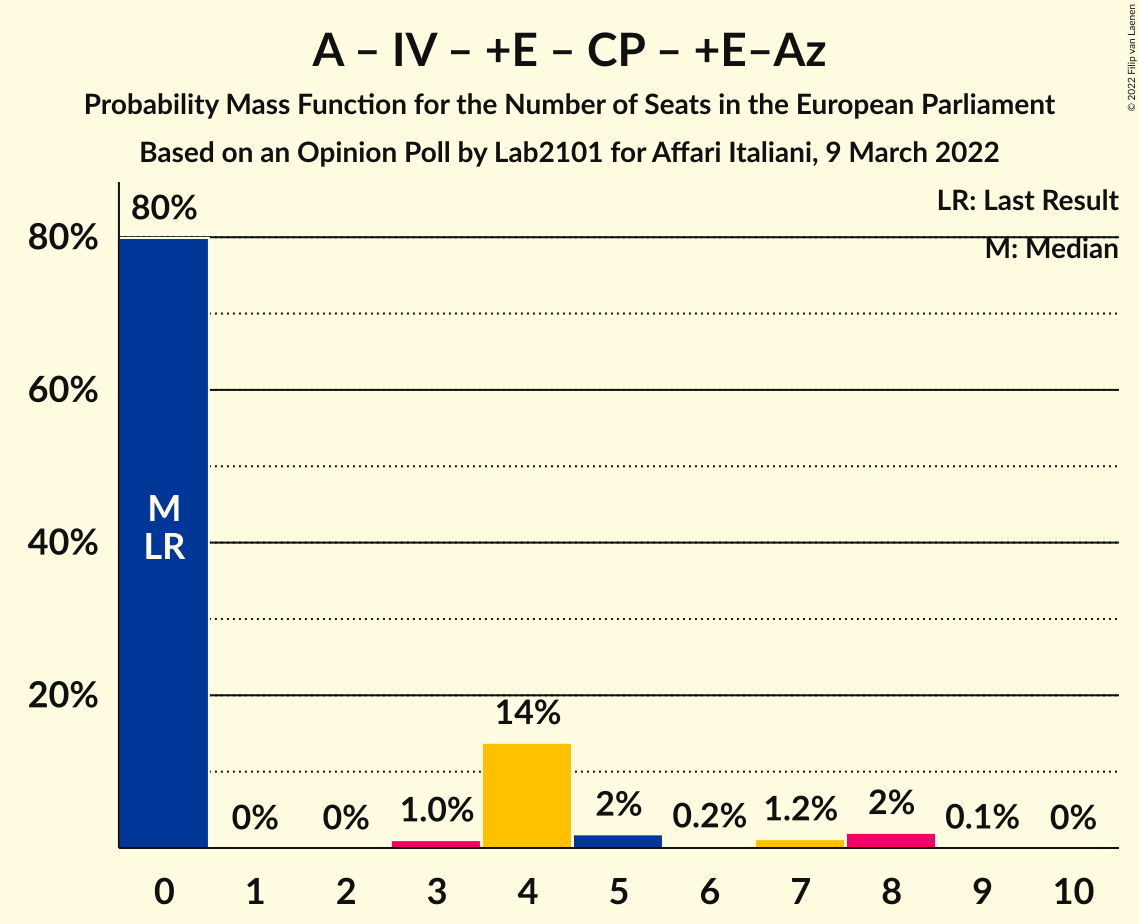 A – IV – +E – CP – +E–Az
Probability Mass Function for the Number of Seats in the European Parliament
Based on an Opinion Poll by Lab2101 for Affari Italiani, 9 March 2022
© 2022 Filip van Laenen
LR: Last Result
M: Median
80%
60%
40%
20%
80%
M
LR
0%
0%
1.0%
14%
2%
0.2%
1.2%
2%
0.1%
0%
0 1 2 3 4 5 6 7 8 9 10